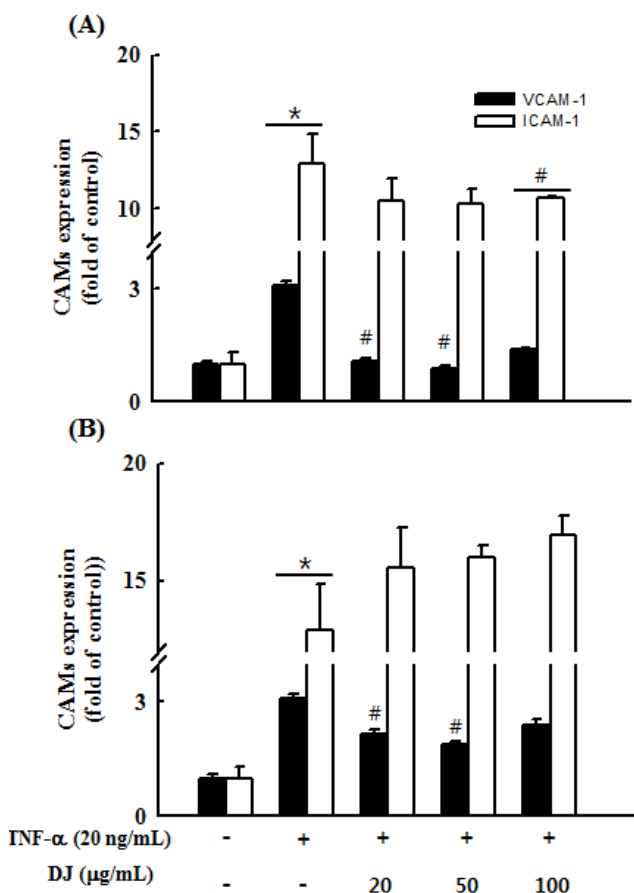 (A)
20
VCAM-1
ICAM-1
*
15
#
10
CAMs expression
(fold of control)
3
# #
0
(B)
20
*
15
CAMs expression
(fold of control))
3
# #
0
TNF-α (20 ng/mL) - + + + +
DJ (µg/mL) - - 20 50 100